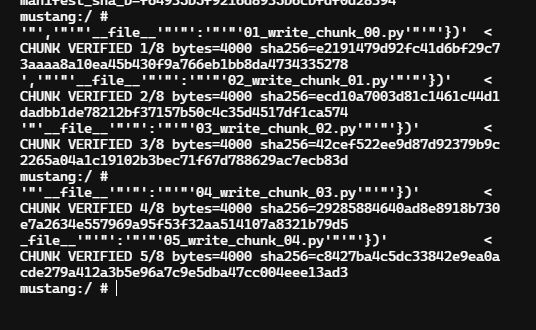 mustang:/ #
'"','"'"'__file__'"'"':'"'"'01_write_chunk_00.py'"'"'})' <
CHUNK VERIFIED 1/8 bytes=4000 sha256=e2191479d92fc41d6bf29c7
3aaaa8a10ea45b430f9a766eb1bb8da4734335278
','"'"'__file__'"'"':'"'"'02_write_chunk_01.py'"'"'})' <
CHUNK VERIFIED 2/8 bytes=4000 sha256=ecd10a7003d81c1461c44d1
dadbb1de78212bf37157b50c4c35d4517df1ca574
'"'__file__'"'"':'"'"'03_write_chunk_02.py'"'"'})' <
CHUNK VERIFIED 3/8 bytes=4000 sha256=42cef522ee9d87d92379b9c
2265a04a1c19102b3bec71f67d788629ac7ecb83d
mustang:/ #
'"'__file__'"'"':'"'"'04_write_chunk_03.py'"'"'})' <
CHUNK VERIFIED 4/8 bytes=4000 sha256=29285884640ad8e8918b730
e7a2634e557969a95f53f32aa514107a8321b79d5
_file__'"'"':'"'"'05_write_chunk_04.py'"'"'})' <
CHUNK VERIFIED 5/8 bytes=4000 sha256=c8427ba4c5dc33842e9ea0a
cde279a412a3b5e96a7c9e5dba47cc004eee13ad3
mustang:/ #